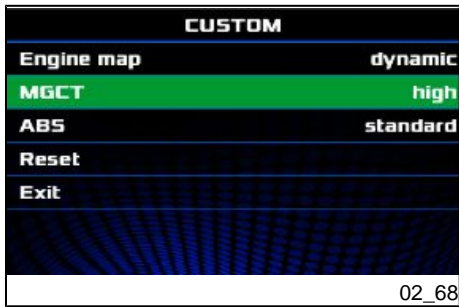 CUSTOM
Engine map dynamic
MGCT high
ABS standard
Reset
Exit
02_68